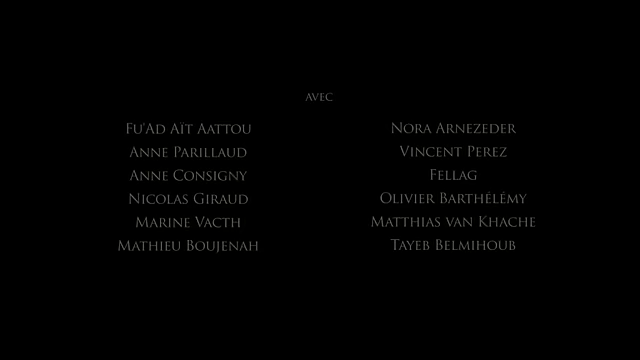 AVEC
FU'AD AÏT AATTOU
NORA ARNEZEDER
ANNE PARILLAUD
VINCENT PEREZ
ANNE CONSIGNY
FELLAG
NICOLAS GIRAUD
OLIVIER BARTHÉLÉMY
MARINE VACTH
MATTHIAS VAN KHACHE
MATHIEU BOUJENAH
TAYEB BELMIHOUB